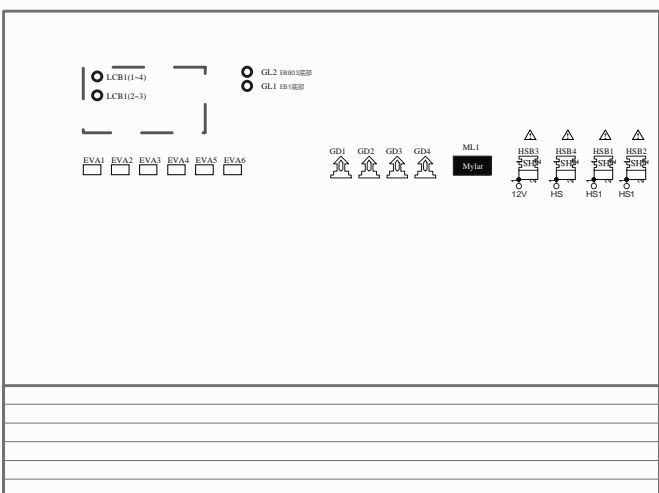 LCB1(1~4)
LCB1(2~3)
GL2 EB803底部
GL1 EB1底部
EVA1 EVA2 EVA3 EVA4 EVA5 EVA6
GD1 GD2 GD3 GD4
ML1
Mylar
HSB3 HSB4 HSB1 HSB2
12V HS HS1 HS1